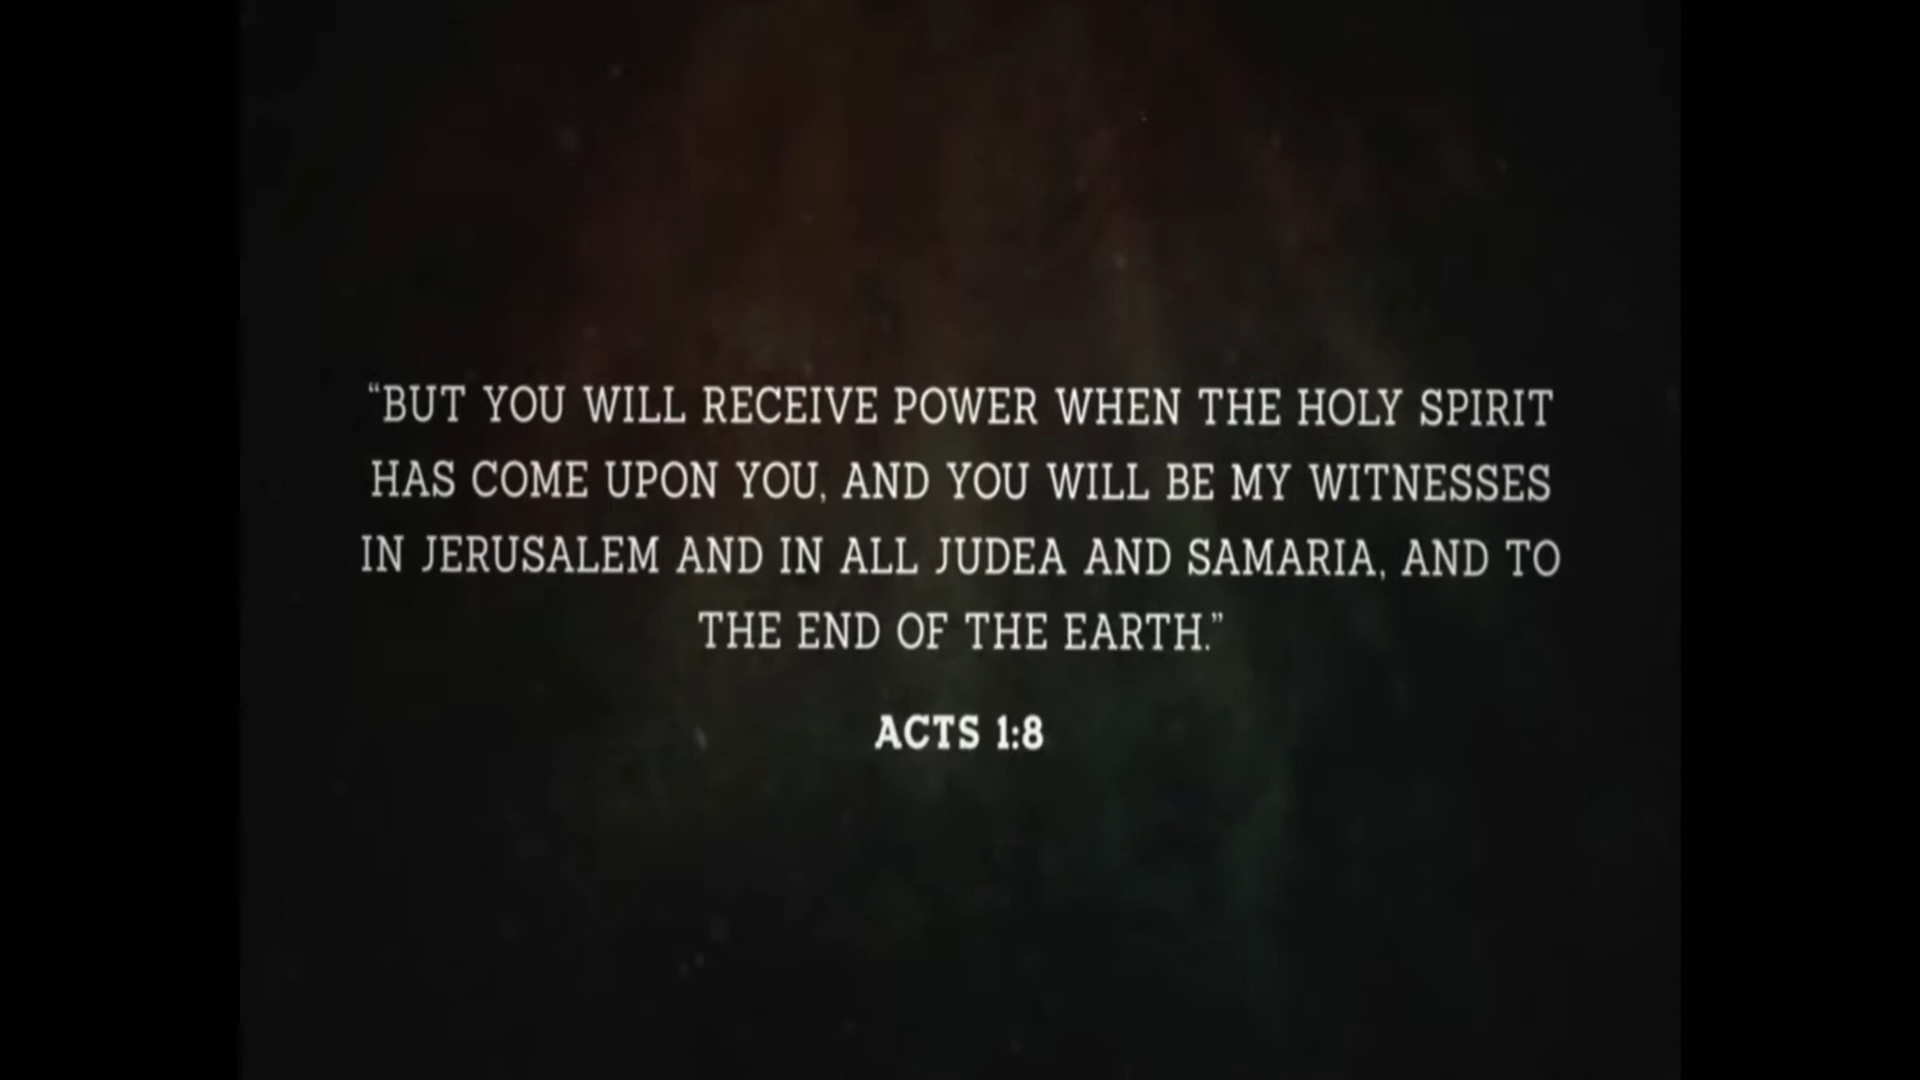 “BUT YOU WILL RECEIVE POWER WHEN THE HOLY SPIRIT
HAS COME UPON YOU, AND YOU WILL BE MY WITNESSES
IN JERUSALEM AND IN ALL JUDEA AND SAMARIA, AND TO
THE END OF THE EARTH.”
ACTS 1:8